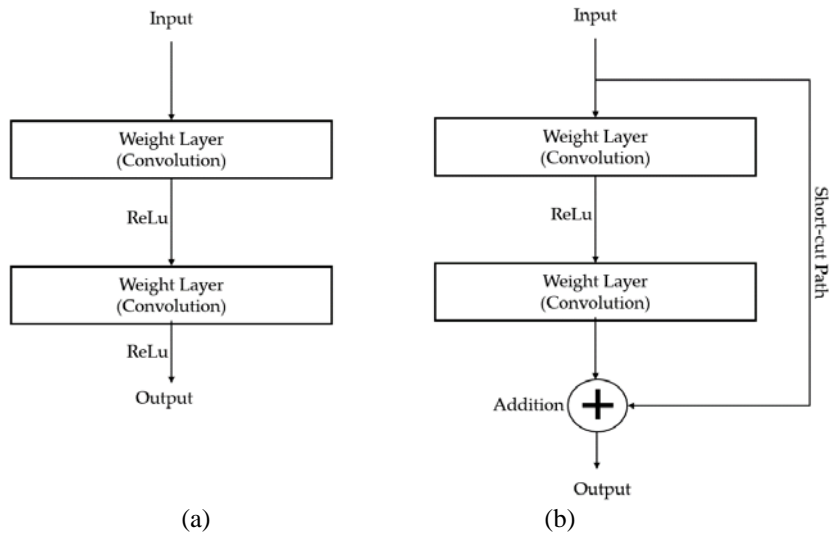 Input
Weight Layer
(Convolution)
ReLu
Weight Layer
(Convolution)
ReLu
Output
(a)
Input
Weight Layer
(Convolution)
ReLu
Weight Layer
(Convolution)
Short-cut Path
Addition
+
Output
(b)